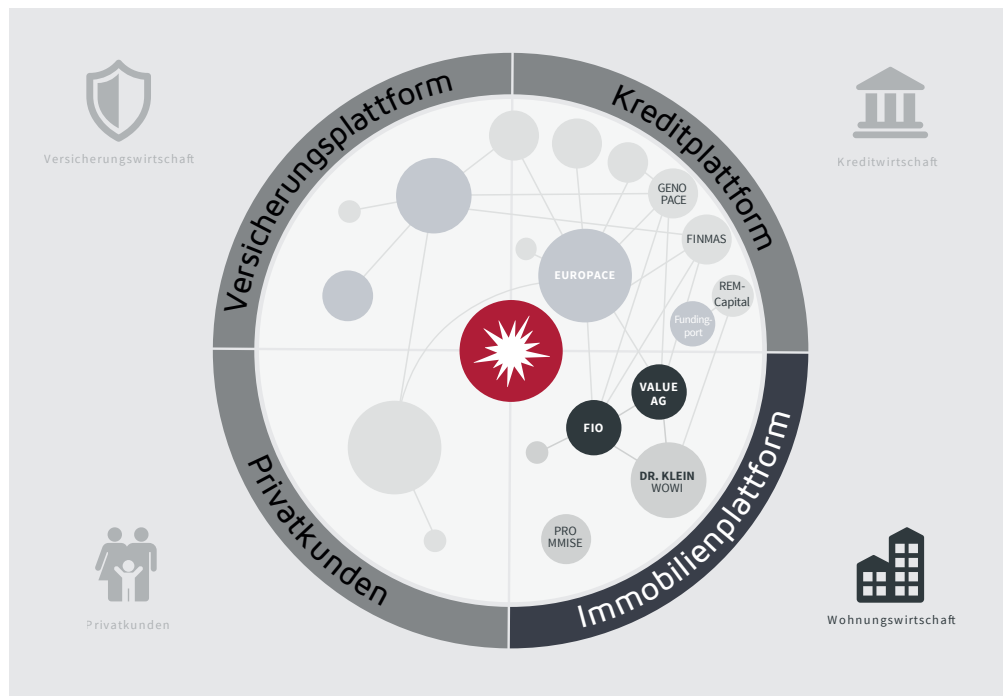 Versicherungsplattform
Kreditplattform
Versicherungswirtschaft
Kreditwirtschaft
GENO
PACE
FINMAS
EUROPACE
REM-
Capital
Funding-
port
VALUE
AG
FIO
DR. KLEIN
WOWI
PRO
MMISE
Privatkunden
Immobilienplattform
Privatkunden
Wohnungswirtschaft